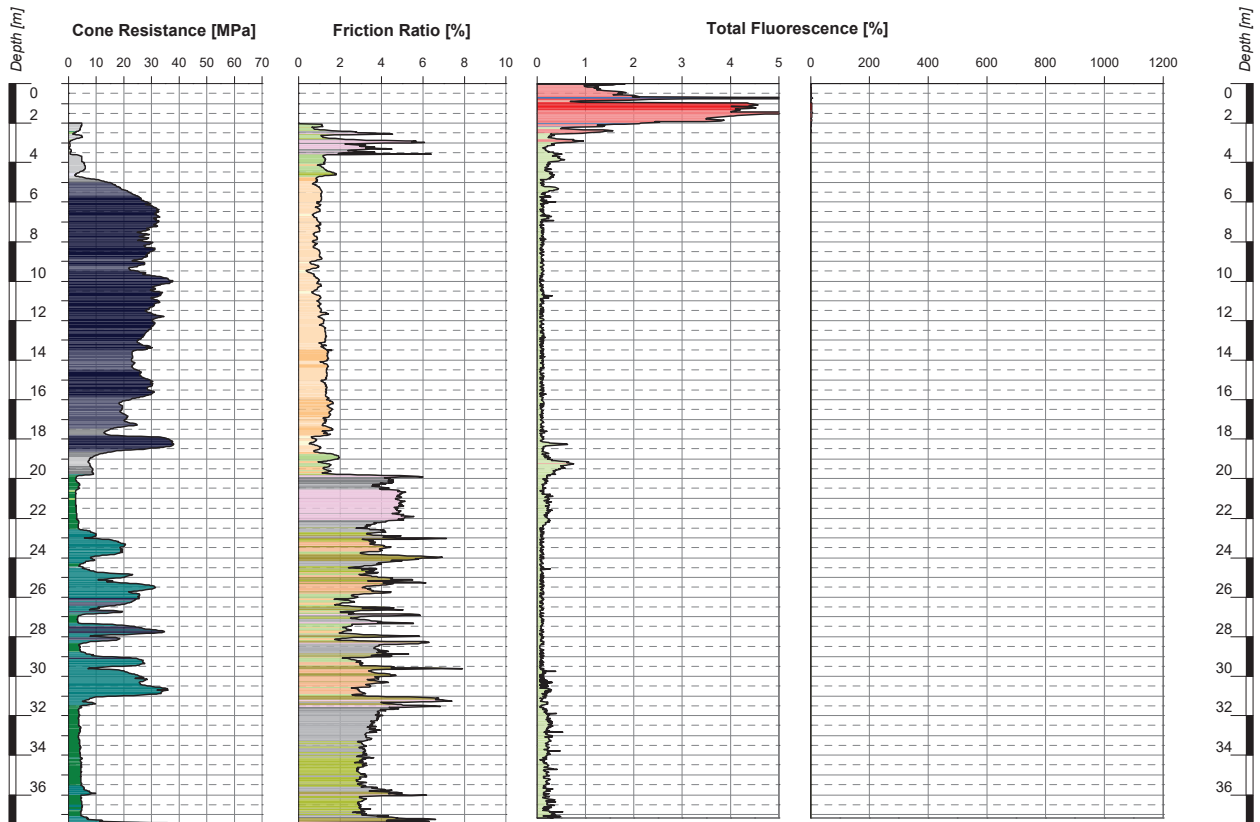 Depth [m]
Cone Resistance [MPa]
Friction Ratio [%]
Total Fluorescence [%]
Depth [m]
0 10 20 30 40 50 60 70
0 2 4 6 8 10
0 1 2 3 4 5
0 200 400 600 800 1000 1200
0 0
2 2
4 4
6 6
8 8
10 10
12 12
14 14
16 16
18 18
20 20
22 22
24 24
26 26
28 28
30 30
32 32
34 34
36 36